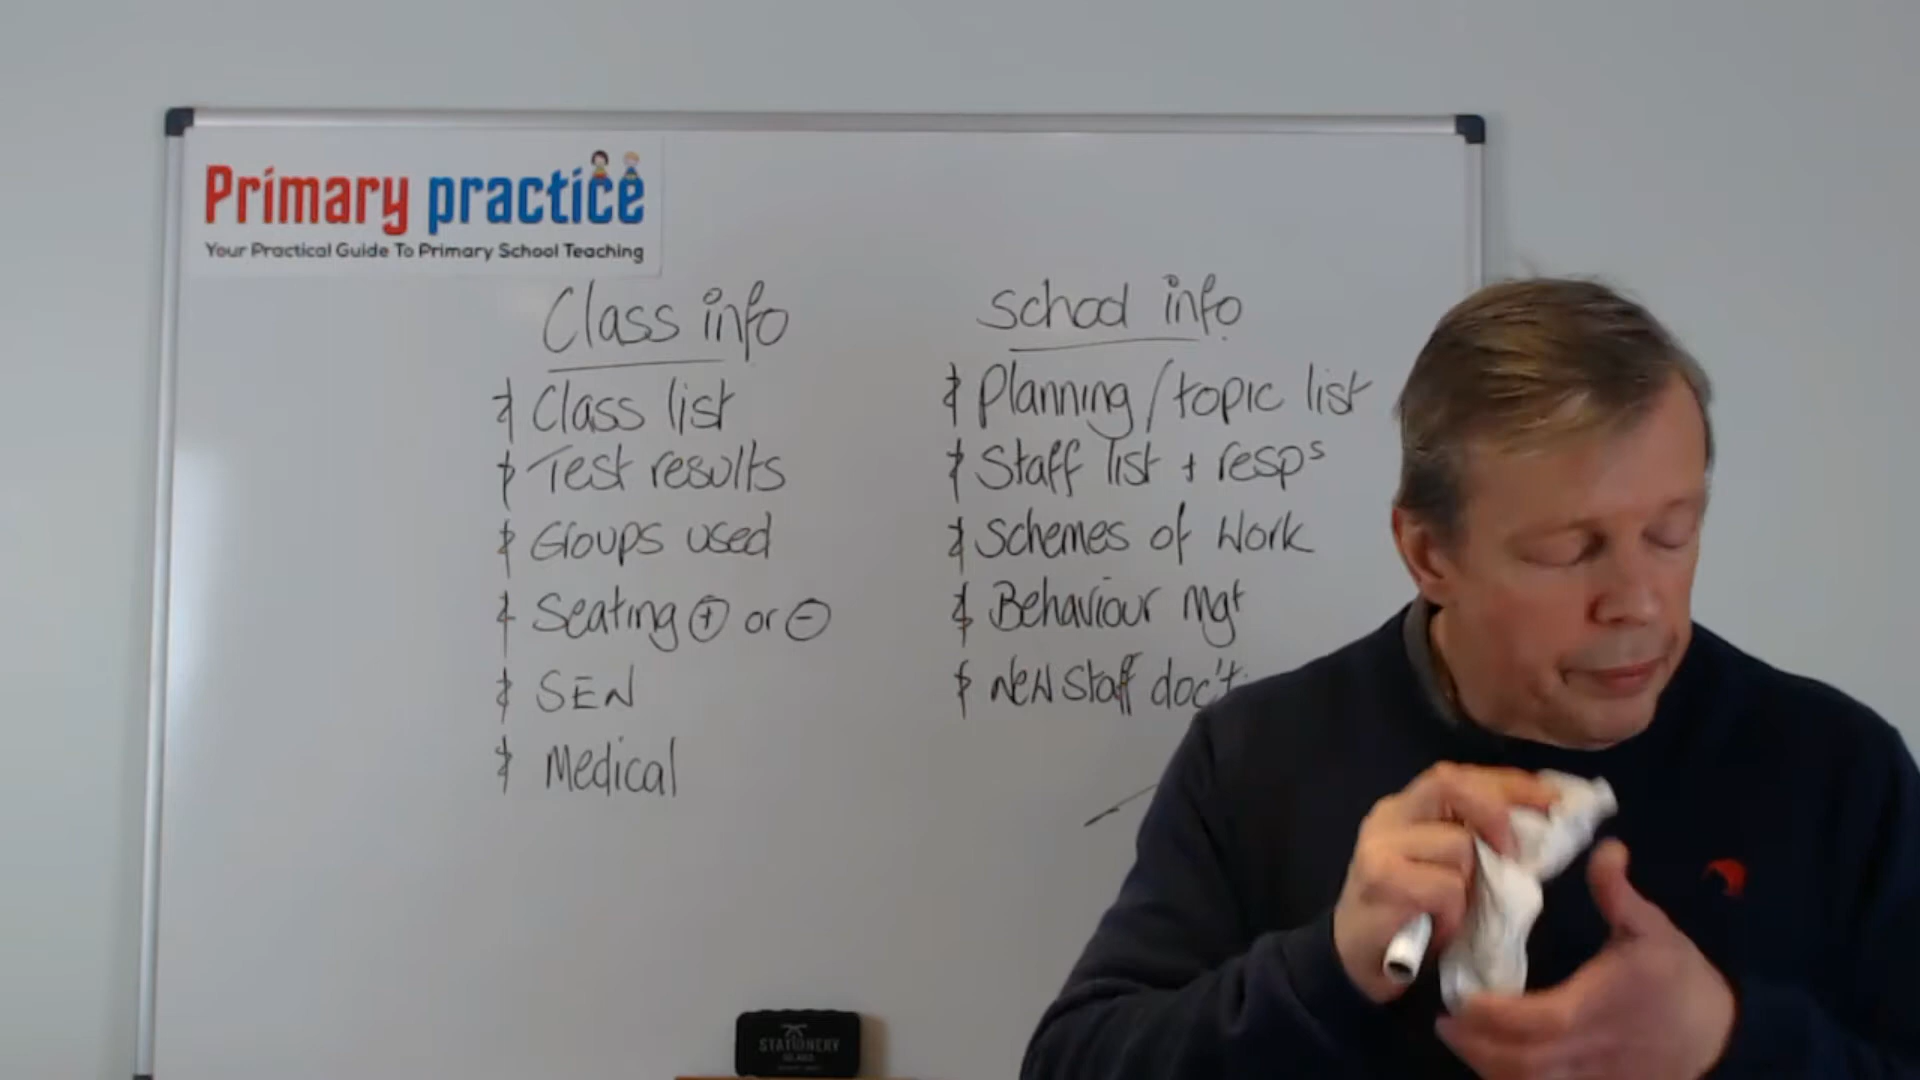 Primary practice
Your Practical Guide To Primary School Teaching
Class info
Class list
Test results
Groups used
Seating + or -
SEN
Medical
School info
Planning / topic list
Staff list + resps
Schemes of Work
Behaviour Mgt
New Staff doc't
STATIONERY